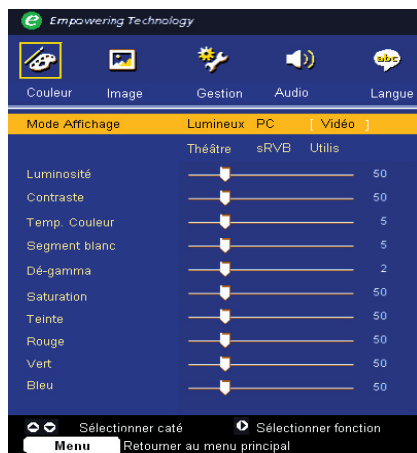 e Empowering Technology
abc
Couleur Image Gestion Audio Langue
Mode Affichage Lumineux PC [ Vidéo ]
Théâtre sRVB Utilis
Luminosité 50
Contraste 50
Temp. Couleur 5
Segment blanc 5
Dé-gamma 2
Saturation 50
Teinte 50
Rouge 50
Vert 50
Bleu 50
Sélectionner caté Sélectionner fonction
Menu Retourner au menu principal